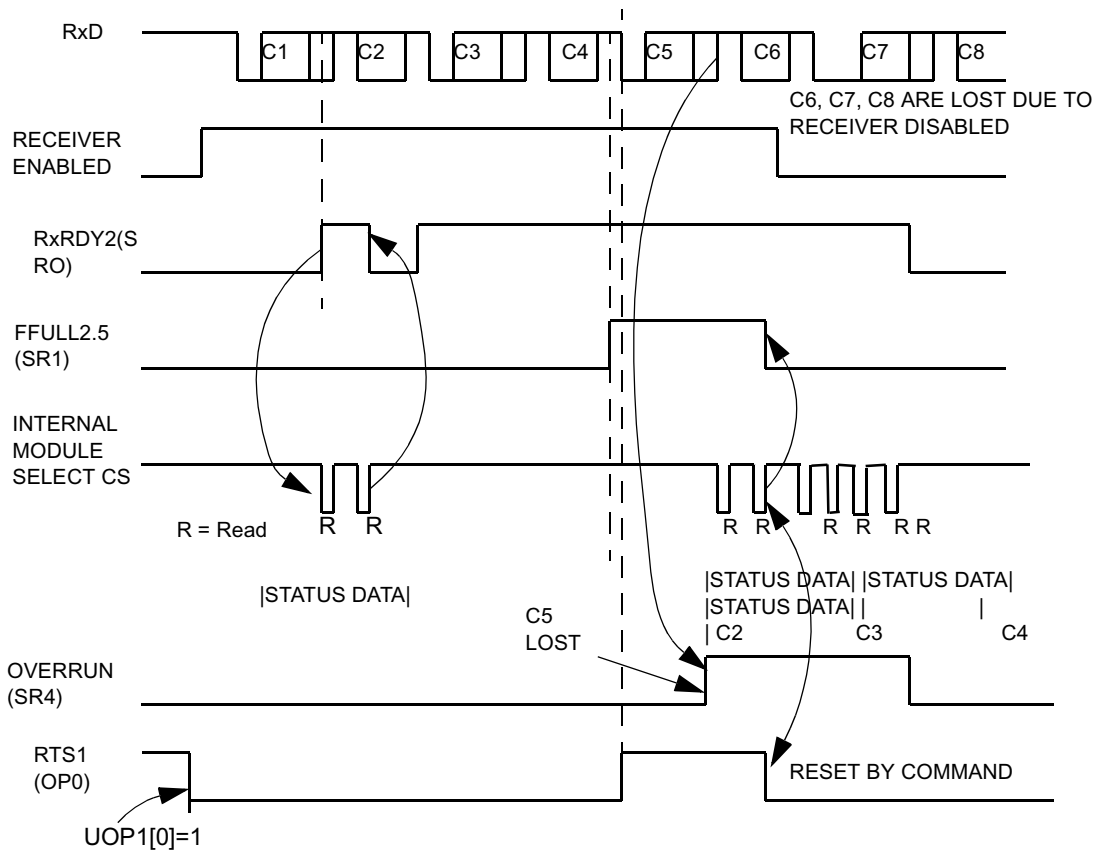 RxD
C1 C2 C3 C4 C5 C6 C7 C8
C6, C7, C8 ARE LOST DUE TO
RECEIVER DISABLED
RECEIVER
ENABLED
RxRDY2(S
RO)
FFULL2.5
(SR1)
INTERNAL
MODULE
SELECT CS
R = Read
R R R R R R R R
|STATUS DATA|
|STATUS DATA| |STATUS DATA|
|STATUS DATA| | |
| C2 C3 C4
C5
LOST
OVERRUN
(SR4)
RTS1
(OP0)
RESET BY COMMAND
UOP1[0]=1